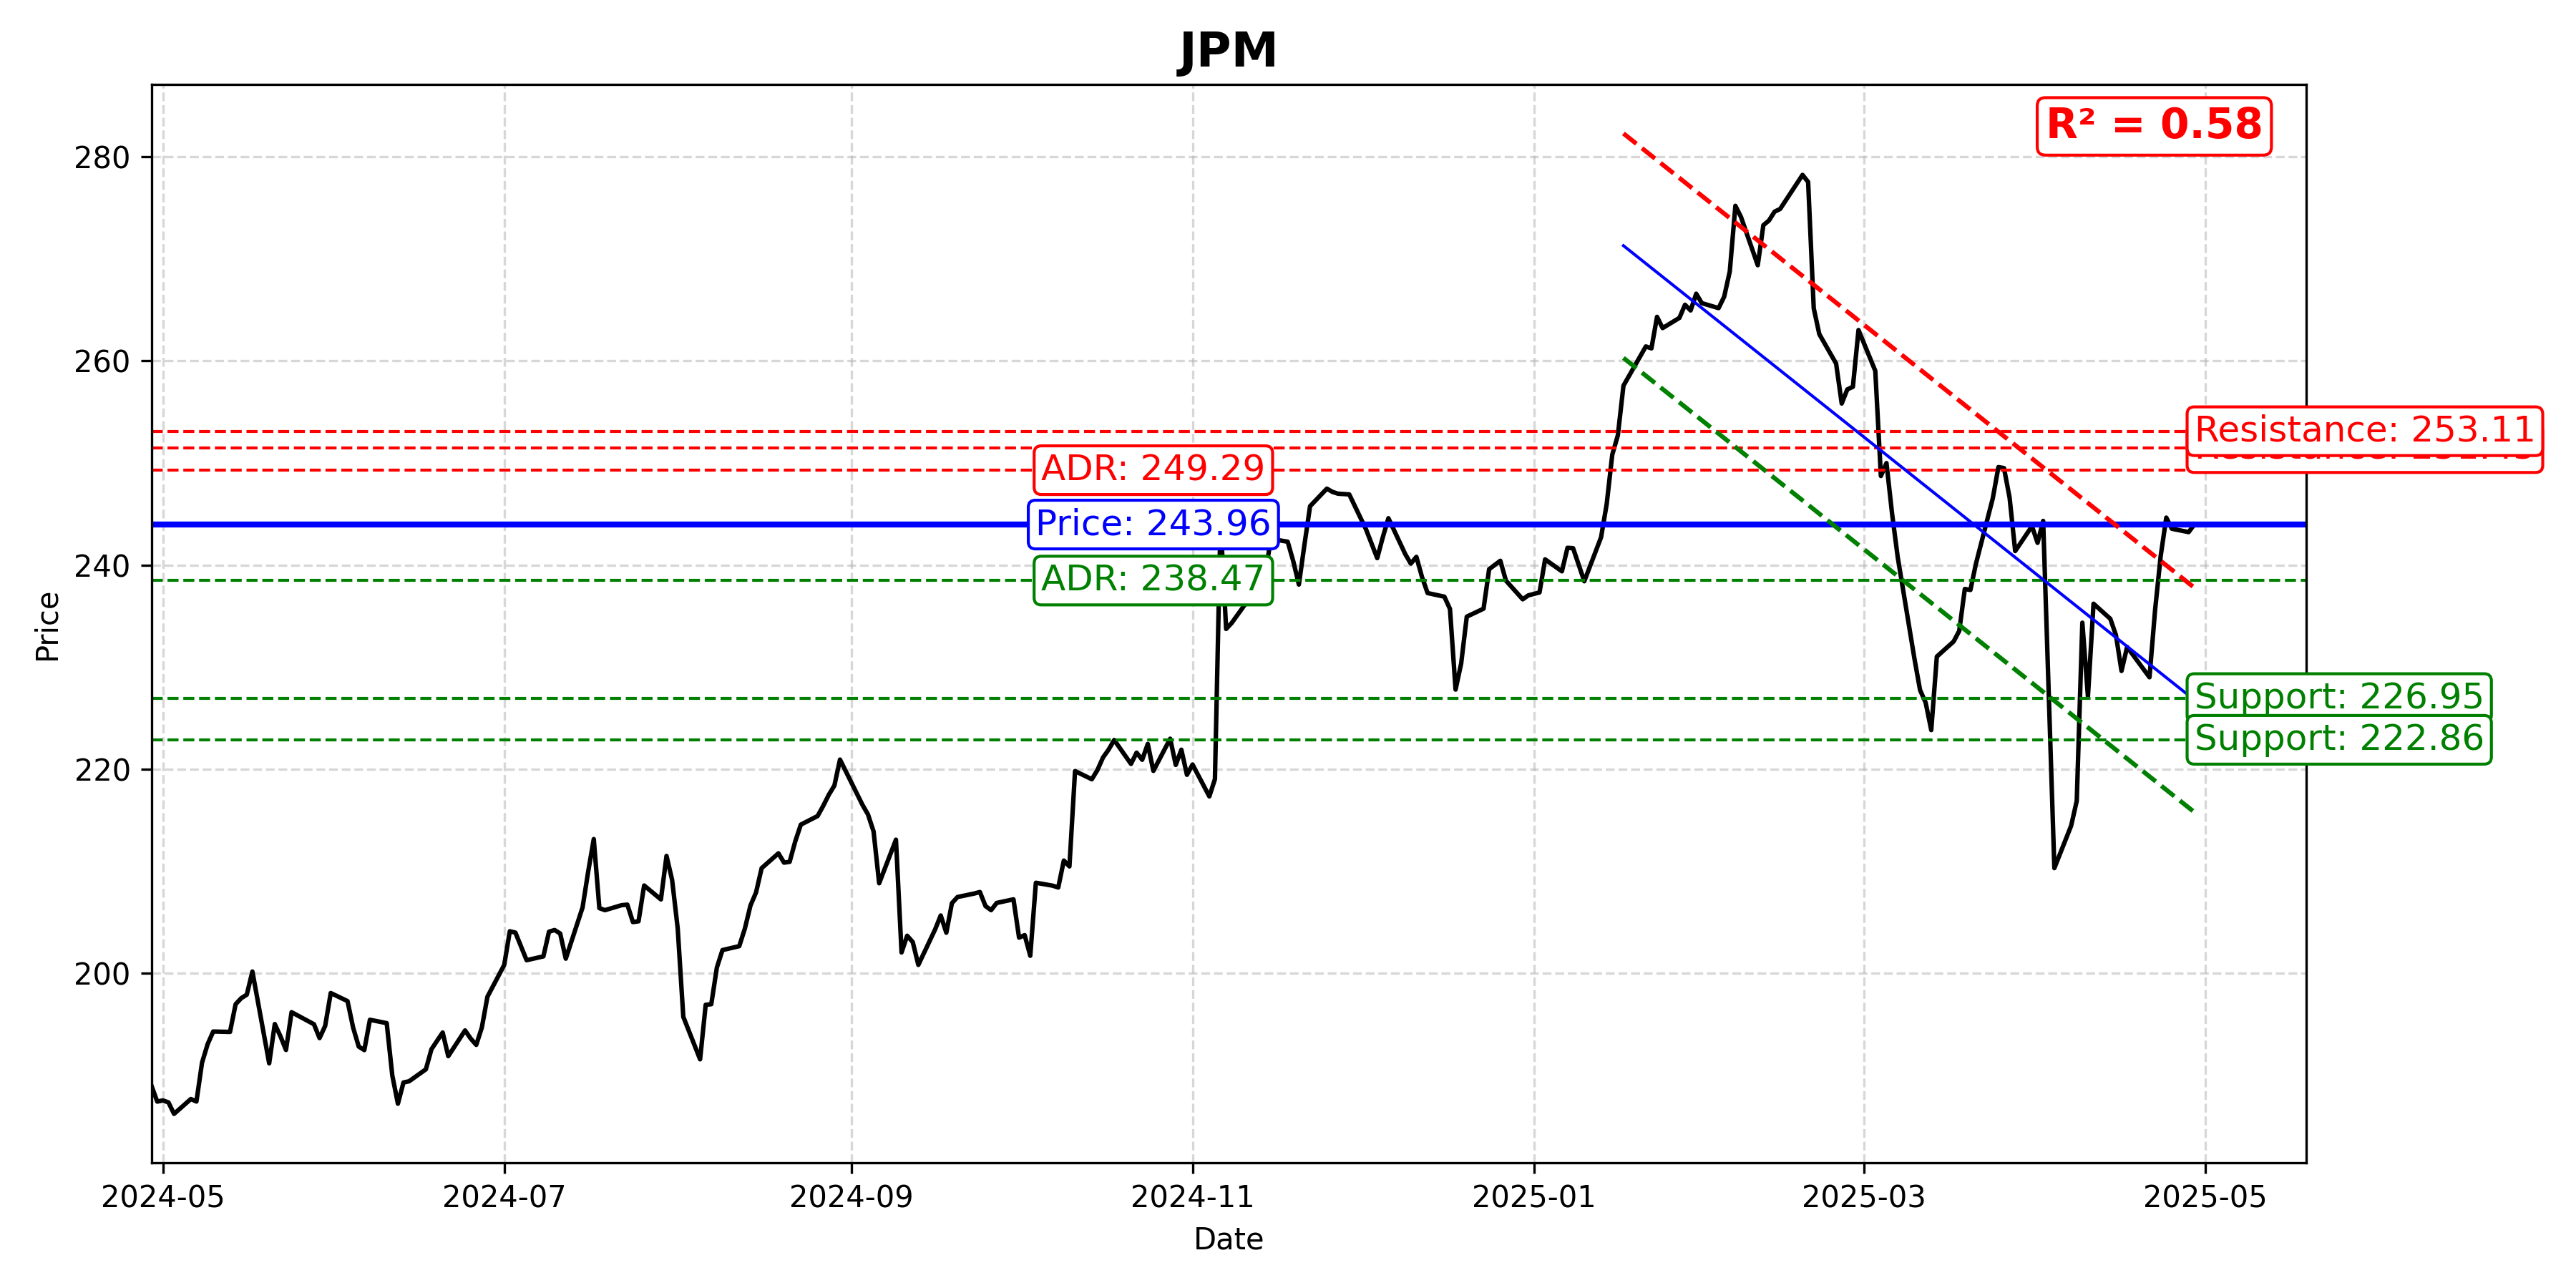 JPM
R² = 0.58
280
260
240
220
200
Price
Resistance: 253.11
ADR: 249.29
Price: 243.96
ADR: 238.47
Support: 226.95
Support: 222.86
2024-05
2024-07
2024-09
2024-11
2025-01
2025-03
2025-05
Date